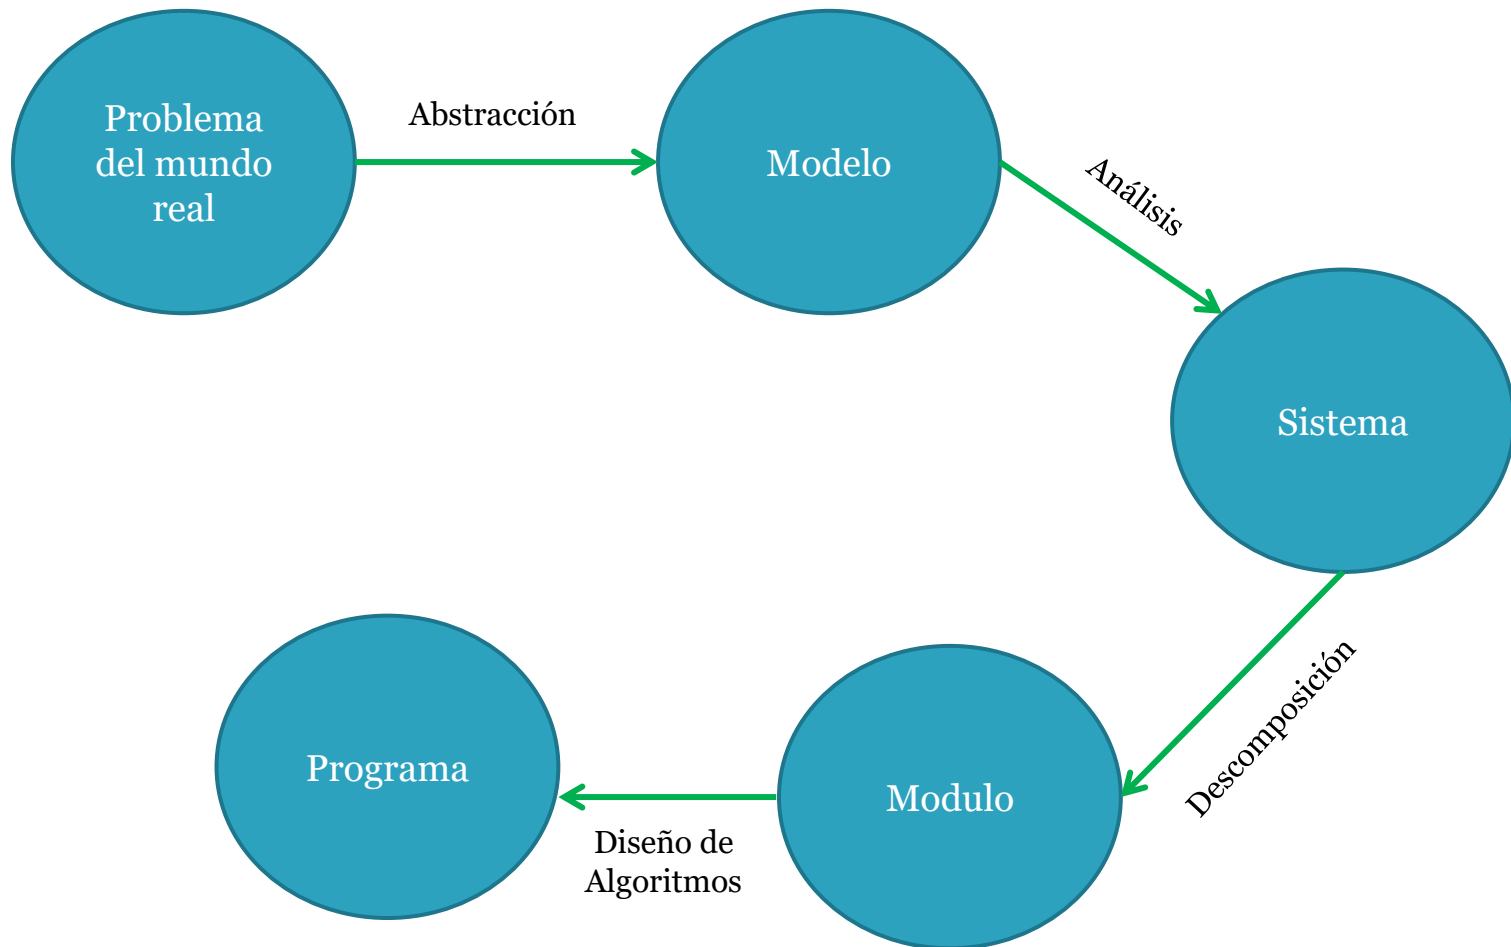 Problema
del mundo
real
Abstracción
Modelo
Análisis
Sistema
Descomposición
Modulo
Diseño de
Algoritmos
Programa